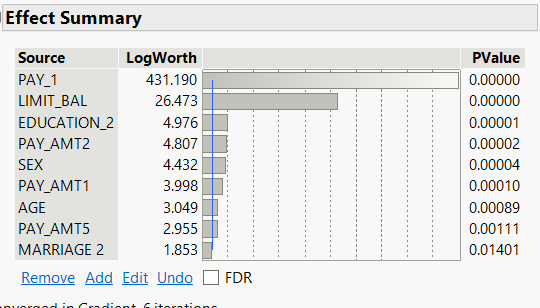 Effect Summary
Source LogWorth PValue
PAY_1 431.190 0.00000
LIMIT_BAL 26.473 0.00000
EDUCATION_2 4.976 0.00001
PAY_AMT2 4.807 0.00002
SEX 4.432 0.00004
PAY_AMT1 3.998 0.00010
AGE 3.049 0.00089
PAY_AMT5 2.955 0.00111
MARRIAGE 2 1.853 0.01401
Remove Add Edit Undo FDR
in Gradient, 6 iterations